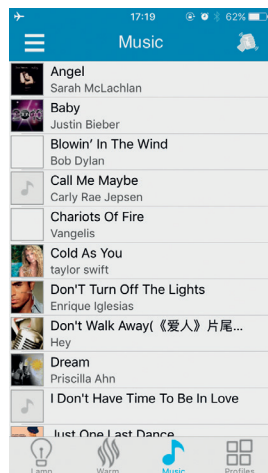 17:19
62%
Music
Angel
Sarah McLachlan
Baby
Justin Bieber
Blowin' In The Wind
Bob Dylan
Call Me Maybe
Carly Rae Jepsen
Chariots Of Fire
Vangelis
Cold As You
taylor swift
Don'T Turn Off The Lights
Enrique Iglesias
Don't Walk Away(《爱人》片尾...
Hey
Dream
Priscilla Ahn
I Don't Have Time To Be In Love
Just One Last Dance
Lamp
Warm
Music
Profiles